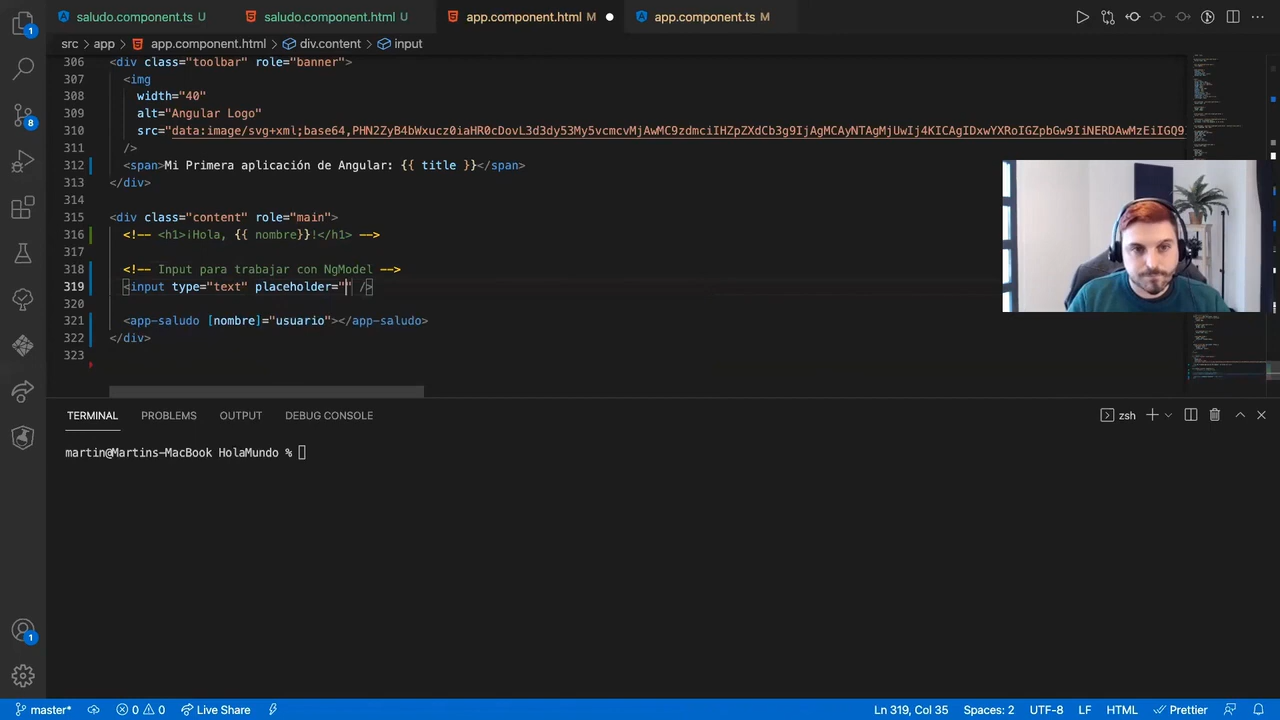 saludo.component.ts U
saludo.component.html U
app.component.html M
app.component.ts M
src > app > app.component.html > div.content > input
306 <div class="toolbar" role="banner">
307 <img
308 width="40"
309 alt="Angular Logo"
310 src="data:image/svg+xml;base64,
311 />
312 <span>Mi Primera aplicación de Angular: {{ title }}</span>
313 </div>
314
315 <div class="content" role="main">
316 <!-- <h1>¡Hola, {{ nombre}}!</h1> -->
317
318 <!-- Input para trabajar con NgModel -->
319 <input type="text" placeholder="" />
320
321 <app-saludo [nombre]="usuario"></app-saludo>
322 </div>
323
1
8
TERMINAL PROBLEMS OUTPUT DEBUG CONSOLE
zsh
martin@Martins-MacBook HolaMundo %
1
master* 0 0 Live Share
Ln 319, Col 35 Spaces: 2 UTF-8 LF HTML Prettier